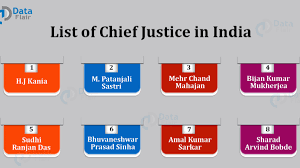 Data
Flair
List of Chief Justice in India
1
H.J Kania
2
M. Patanjali
Sastri
3
Mehr Chand
Mahajan
4
Bijan Kumar
Mukherjea
5
Sudhi
Ranjan Das
6
Bhuvaneshwar
Prasad Sinha
7
Amal Kumar
Sarkar
8
Sharad
Arvind Bobde